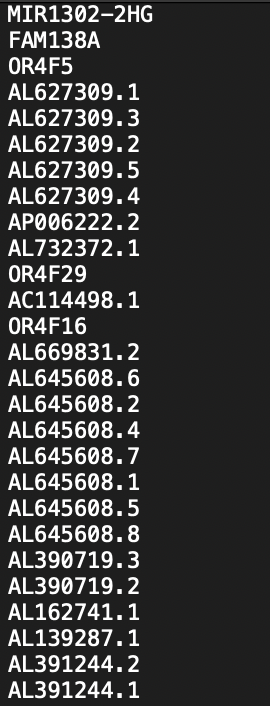 MIR1302-2HG
FAM138A
OR4F5
AL627309.1
AL627309.3
AL627309.2
AL627309.5
AL627309.4
AP006222.2
AL732372.1
OR4F29
AC114498.1
OR4F16
AL669831.2
AL645608.6
AL645608.2
AL645608.4
AL645608.7
AL645608.1
AL645608.5
AL645608.8
AL390719.3
AL390719.2
AL162741.1
AL139287.1
AL391244.2
AL391244.1